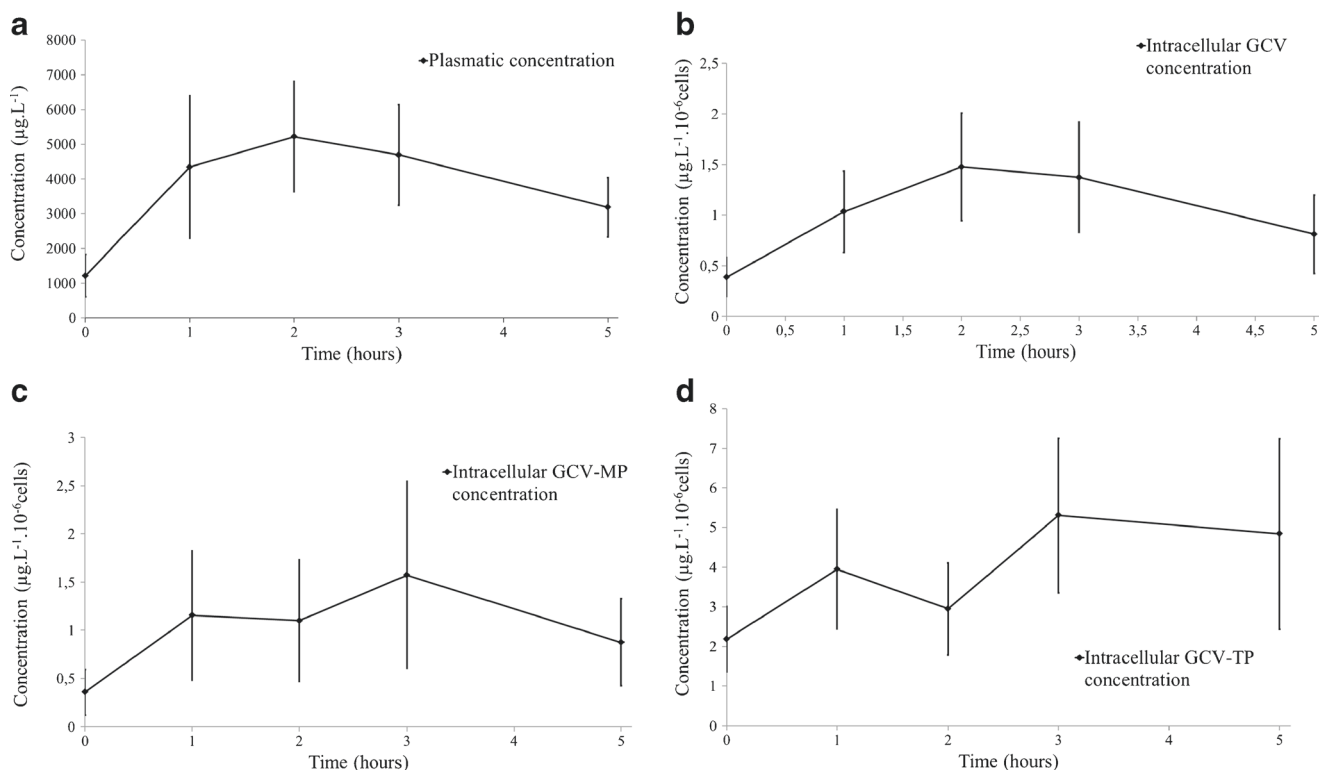 a
8000
7000
6000
5000
4000
3000
2000
1000
0
Concentration (µg.L-1)
Plasmatic concentration
0 1 2 3 4 5
Time (hours)
b
2,5
2
1,5
1
0,5
0
Concentration (µg.L-1.10-6cells)
Intracellular GCV
concentration
0 0,5 1 1,5 2 2,5 3 3,5 4 4,5 5
Time (hours)
c
3
2,5
2
1,5
1
0,5
0
Concentration (µg.L-1.10-6cells)
Intracellular GCV-MP
concentration
0 1 2 3 4 5
Time (hours)
d
8
7
6
5
4
3
2
1
0
Concentration (µg.L-1.10-6cells)
Intracellular GCV-TP
concentration
0 1 2 3 4 5
Time (hours)